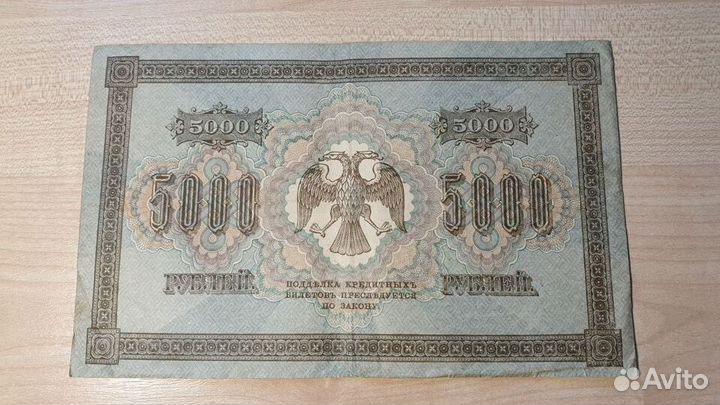 5000 5000
5000 5000
РУБЛЕЙ. РУБЛЕЙ.
ПОДДѢЛКА КРЕДИТНЫХЪ
БИЛЕТОВЪ ПРЕСЛѢДУЕТСЯ
ПО ЗАКОНУ.
Avito